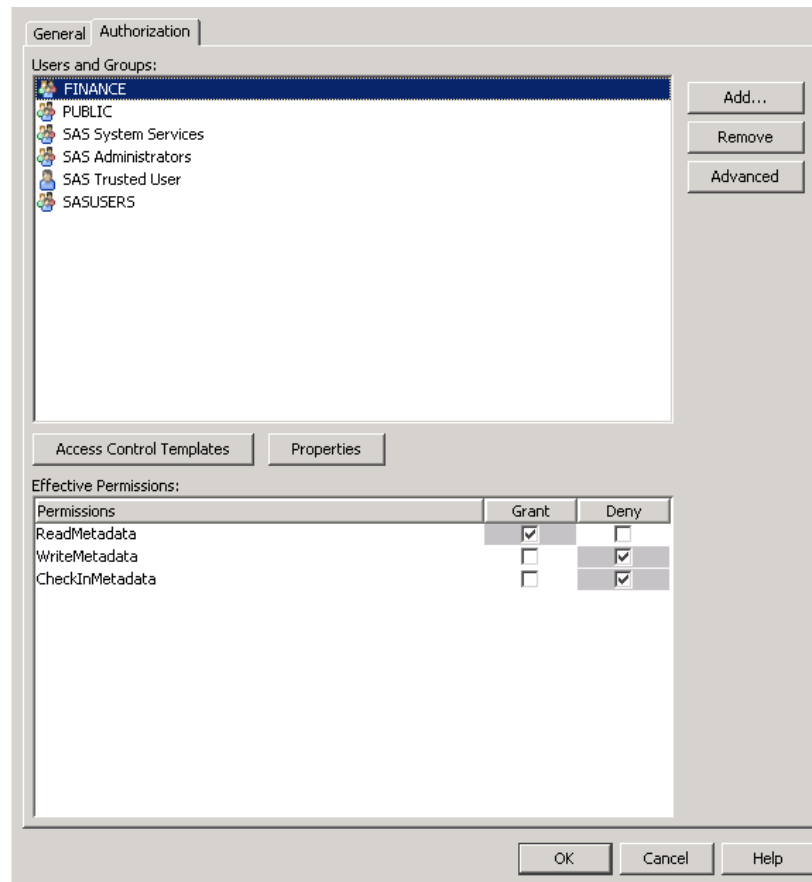 General Authorization
Users and Groups:
FINANCE
PUBLIC
SAS System Services
SAS Administrators
SAS Trusted User
SASUSERS
Add...
Remove
Advanced
Access Control Templates Properties
Effective Permissions:
Permissions Grant Deny
ReadMetadata
WriteMetadata
CheckInMetadata
OK Cancel Help